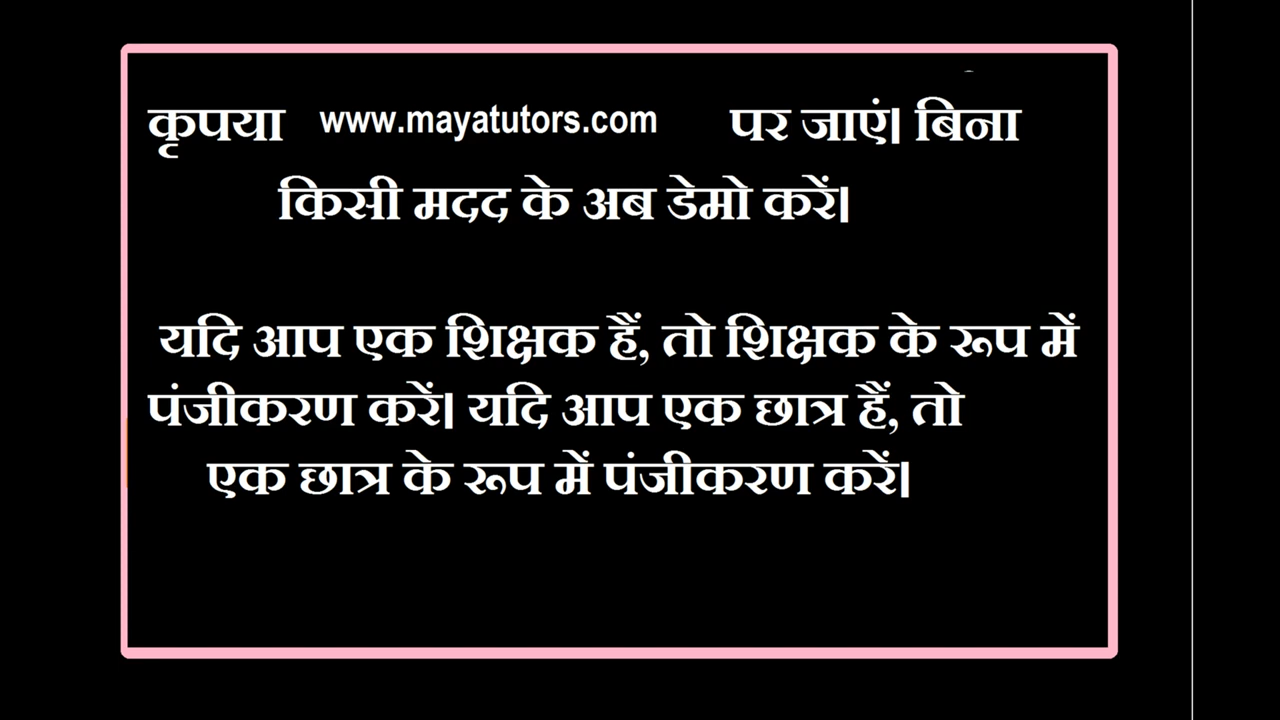 कृपया www.mayatutors.com पर जाएं। बिना
किसी मदद के अब डेमो करें।
यदि आप एक शिक्षक हैं, तो शिक्षक के रूप में
पंजीकरण करें। यदि आप एक छात्र हैं, तो
एक छात्र के रूप में पंजीकरण करें।